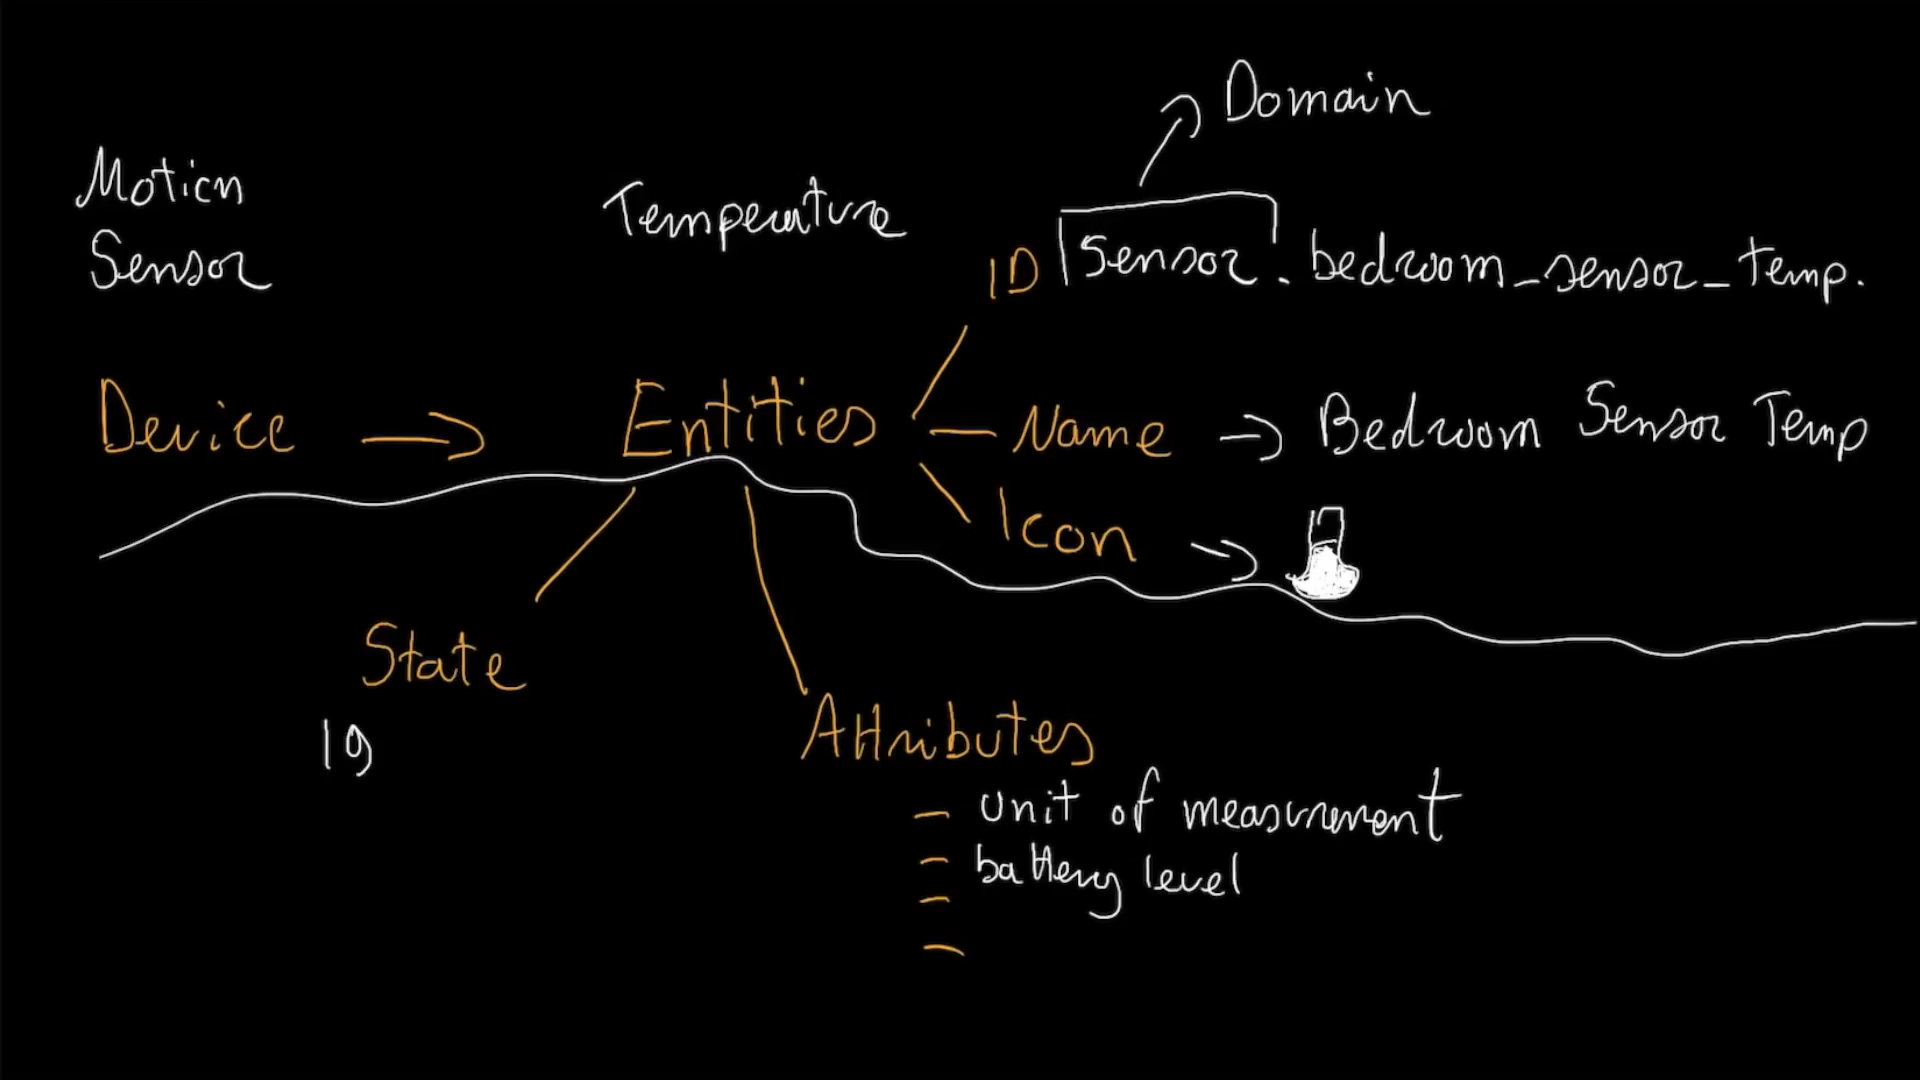 Domain
Motion
Sensor
Temperature
ID Sensor. bedroom_sensor_temp.
Device → Entities
Name → Bedroom Sensor Temp
Icon →
State
19
Attributes
- unit of measurement
- battery level
-
-